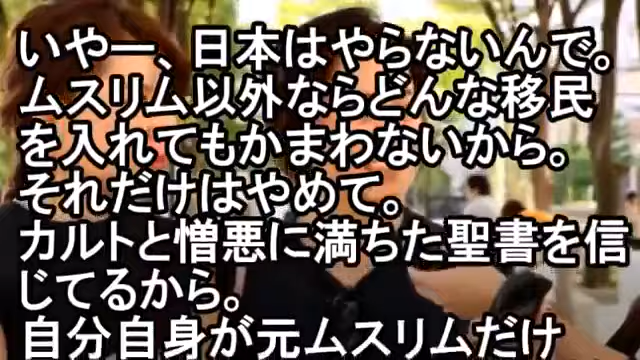 いやー、日本はやらないんで。
ムスリム以外ならどんな移民
を入れてもかまわないから。
それだけはやめて。
カルトと憎悪に満ちた聖書を信
じてるから。
自分自身が元ムスリムだけ